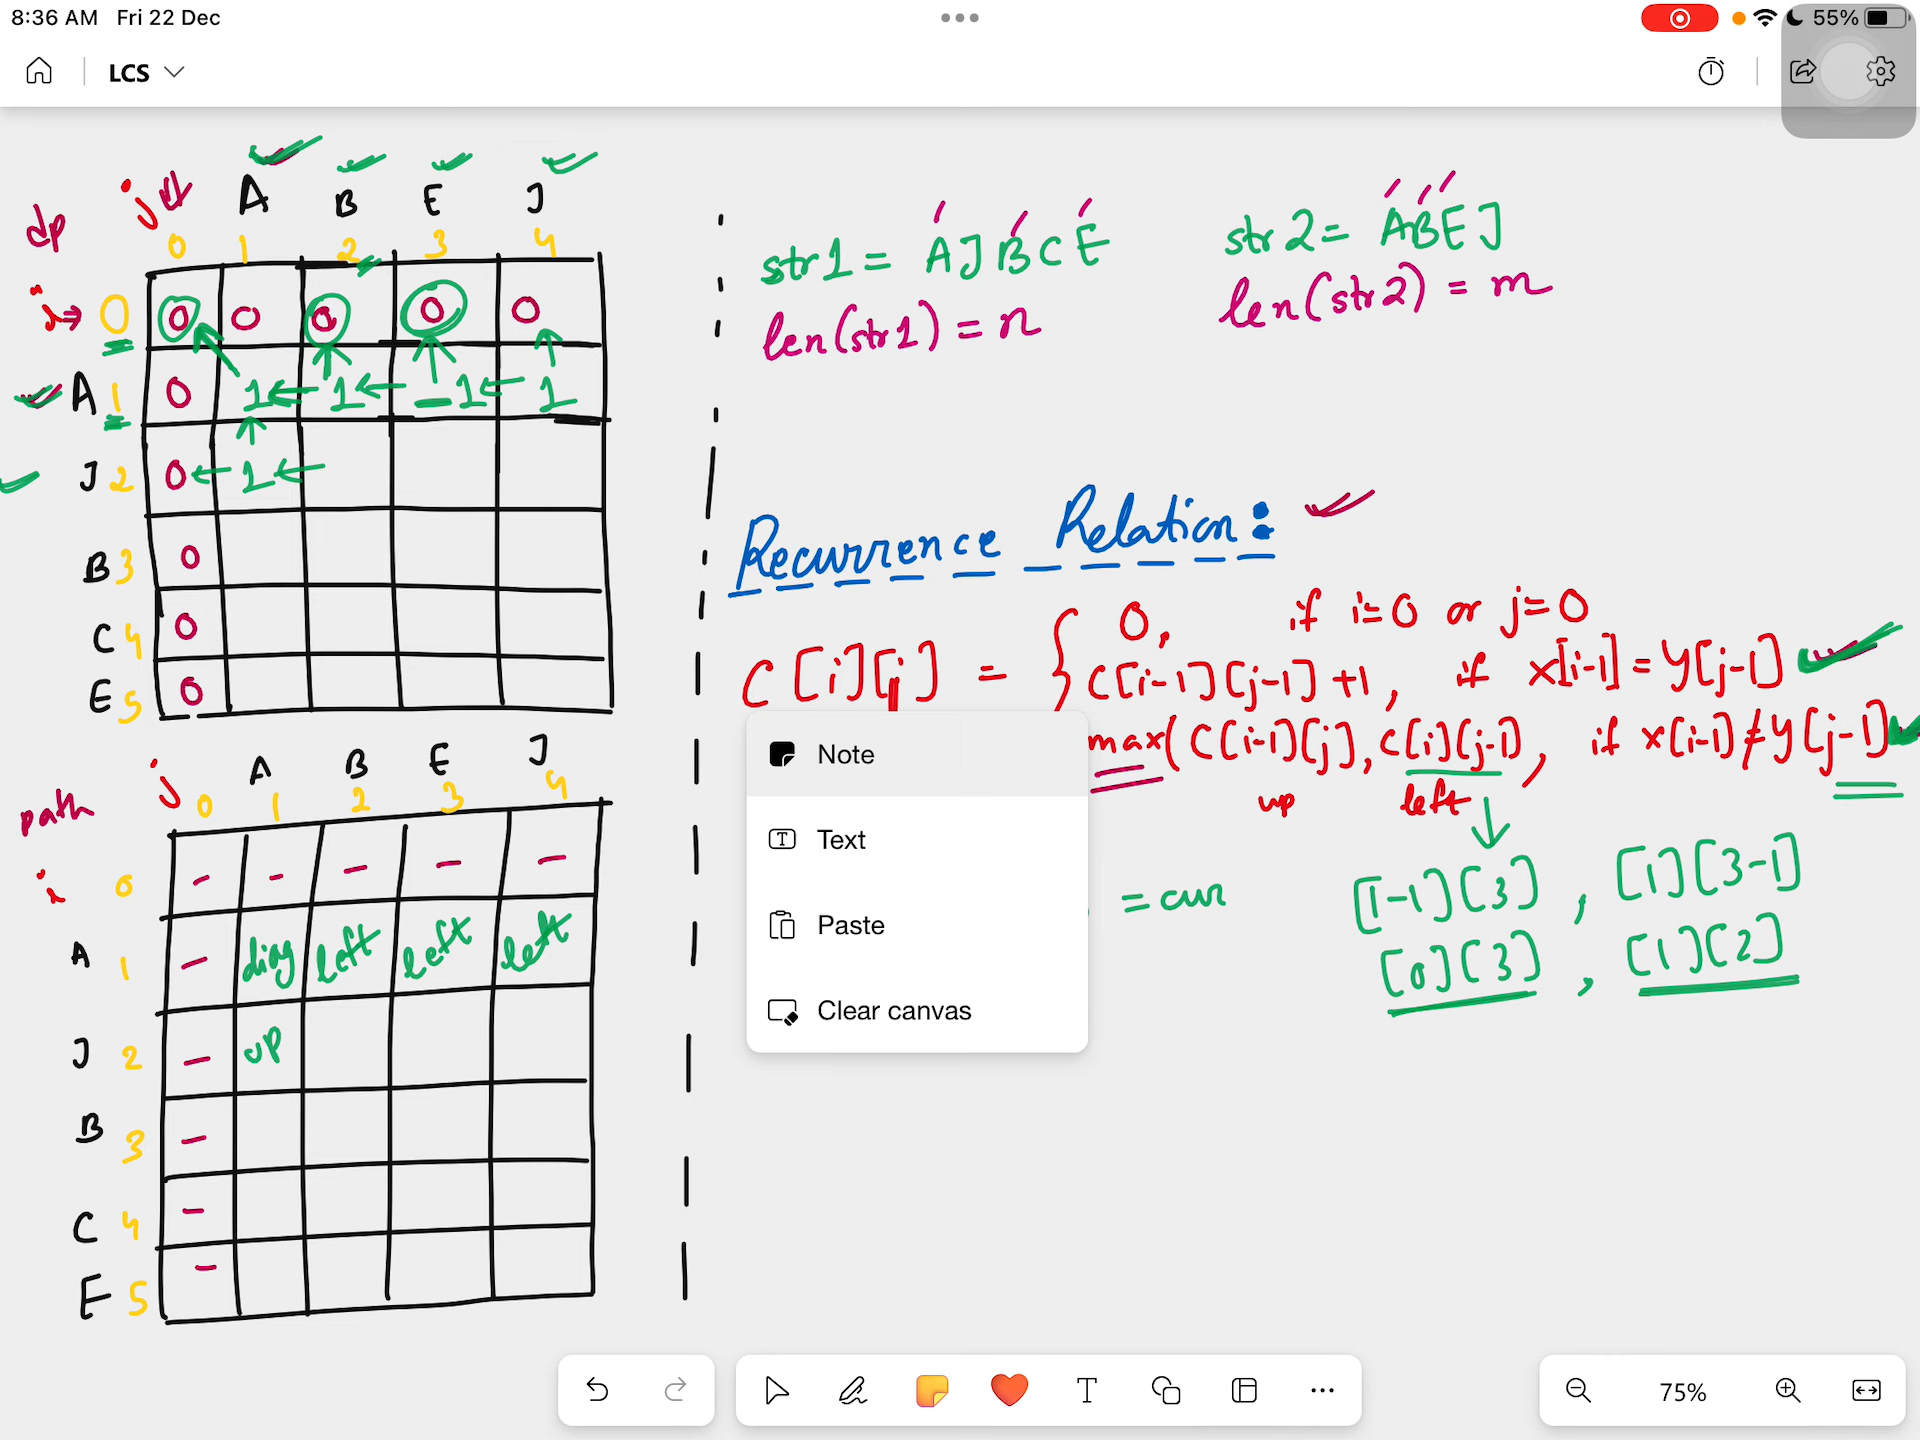 8:36 AM Fri 22 Dec
55%
LCS
dp j A B E J
0 1 2 3 4
i → 0 0 0 0 0 0
A 1 0 1 ← 1 ← 1 ← 1
J 2 0 ← 1 ←
B 3 0
C 4 0
E 5 0
path j A B E J
0 1 2 3 4
i 0 - - - - -
A 1 - diag left left left
J 2 - up
B 3 -
C 4 -
E 5 -
str1 = AJBCE
len(str1) = n
str2 = ABEJ
len(str2) = m
Recurrence Relation:
0, if i=0 or j=0
C[i][j] = { C[i-1][j-1] +1, if x[i-1] = y[j-1]
max(C[i-1][j], C[i][j-1], if x[i-1] ≠ y[j-1]
up left
= cur
[1-1][3], [1][3-1]
[0][3], [1][2]
Note
Text
Paste
Clear canvas
75%